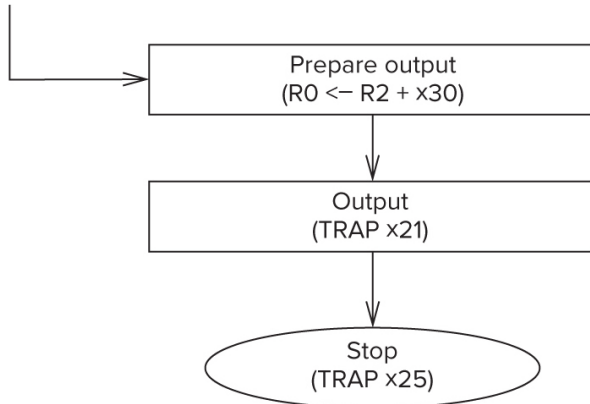 Prepare output
(R0 <– R2 + x30)
Output
(TRAP x21)
Stop
(TRAP x25)